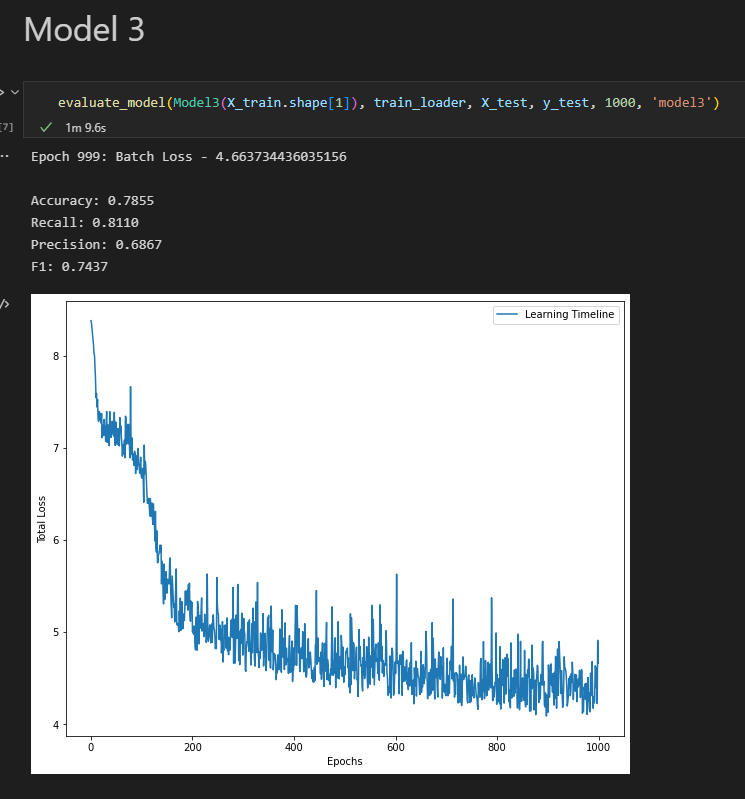 Model 3
evaluate_model(Model3(X_train.shape[1]), train_loader, X_test, y_test, 1000, 'model3')
[7]
1m 9.6s
Epoch 999: Batch Loss - 4.663734436035156
Accuracy: 0.7855
Recall: 0.8110
Precision: 0.6867
F1: 0.7437
Learning Timeline
8
7
6
5
4
Total Loss
0 200 400 600 800 1000
Epochs